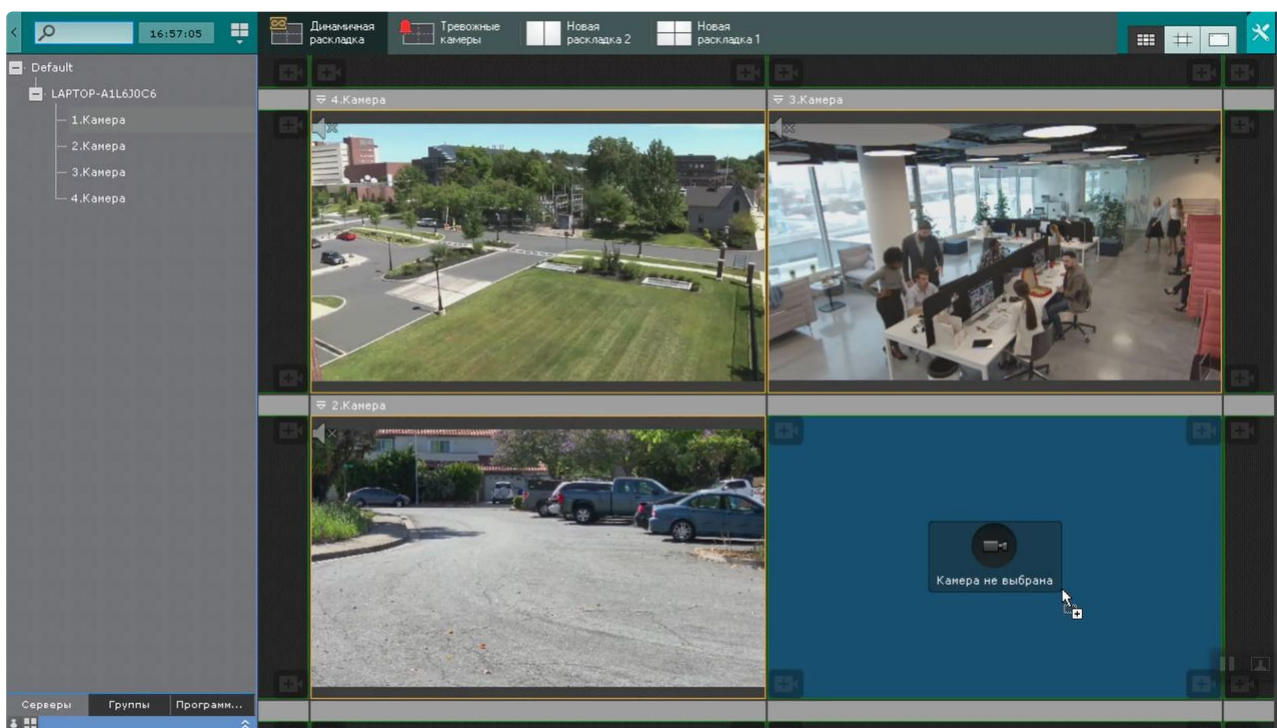 16:57:05
Динамичная
раскладка
Тревожные
камеры
Новая
раскладка 2
Новая
раскладка 1
Default
LAPTOP-A1L6J0C6
1.Камера
2.Камера
3.Камера
4.Камера
4.Камера
3.Камера
2.Камера
Камера не выбрана
Серверы
Группы
Программ...